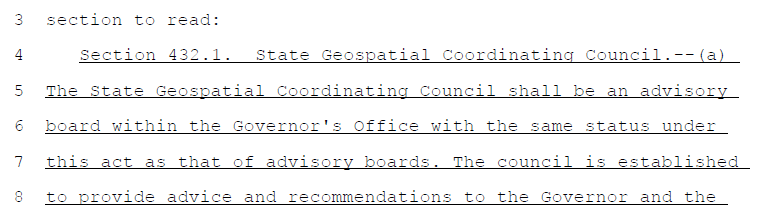 3 section to read:
4 Section 432.1. State Geospatial Coordinating Council.--(a)
5 The State Geospatial Coordinating Council shall be an advisory
6 board within the Governor's Office with the same status under
7 this act as that of advisory boards. The council is established
8 to provide advice and recommendations to the Governor and the